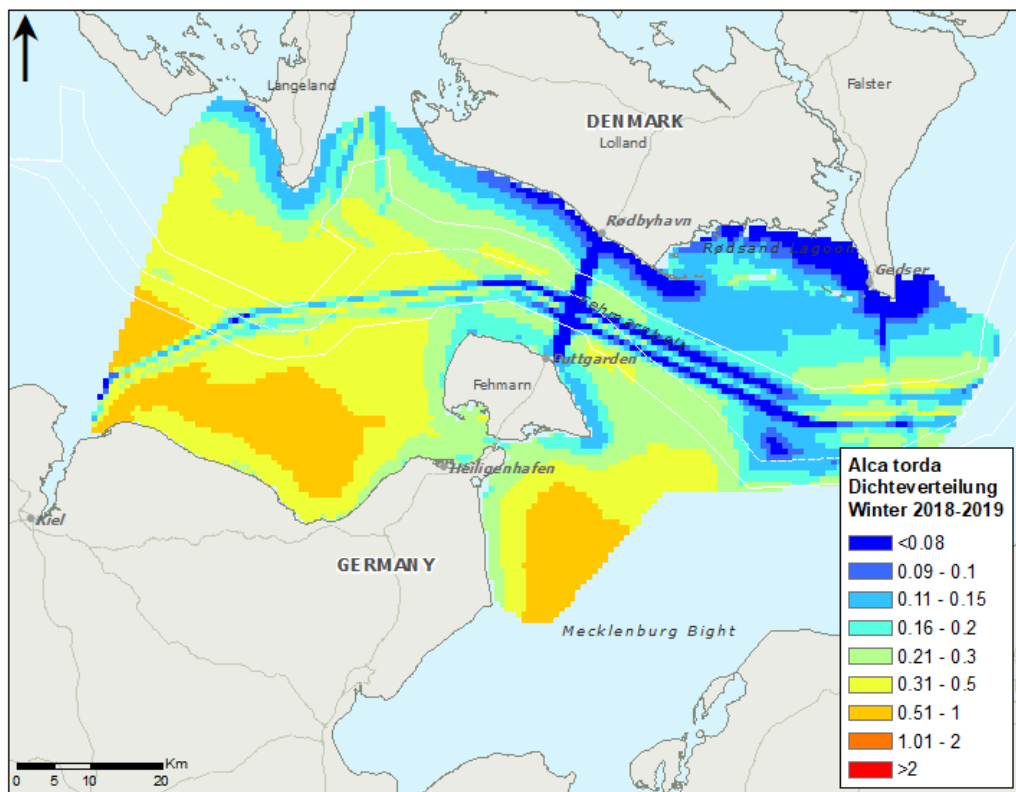 Langeland
Falster
DENMARK
Lolland
Rødbyhavn
Rødsand Lagoon
Gedser
Fehmarnbelt
Puttgarden
Fehmarn
Heiligenhafen
Kiel
GERMANY
Mecklenburg Bight
Alca torda
Dichteverteilung
Winter 2018-2019
<0.08
0.09 - 0.1
0.11 - 0.15
0.16 - 0.2
0.21 - 0.3
0.31 - 0.5
0.51 - 1
1.01 - 2
>2
Km
0 5 10 20